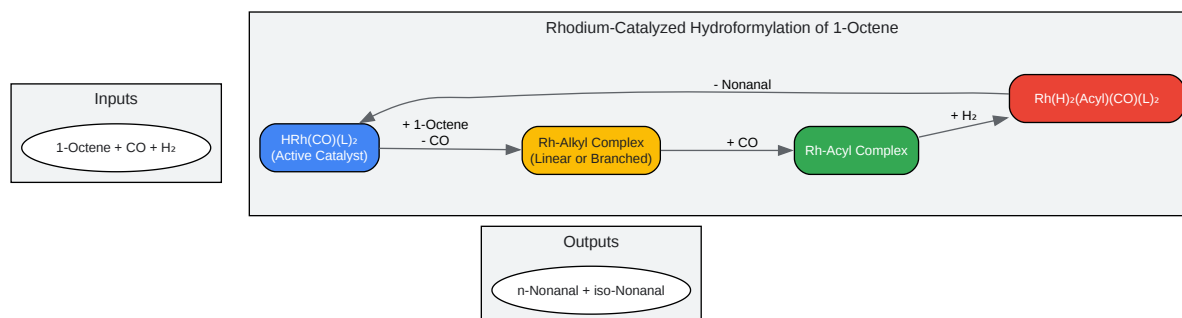 Rhodium-Catalyzed Hydroformylation of 1-Octene
Inputs
1-Octene + CO + H₂
- Nonanal
HRh(CO)(L)₂
(Active Catalyst)
+ 1-Octene
- CO
Rh-Alkyl Complex
(Linear or Branched)
+ CO
Rh-Acyl Complex
+ H₂
Rh(H)₂(Acyl)(CO)(L)₂
Outputs
n-Nonanal + iso-Nonanal